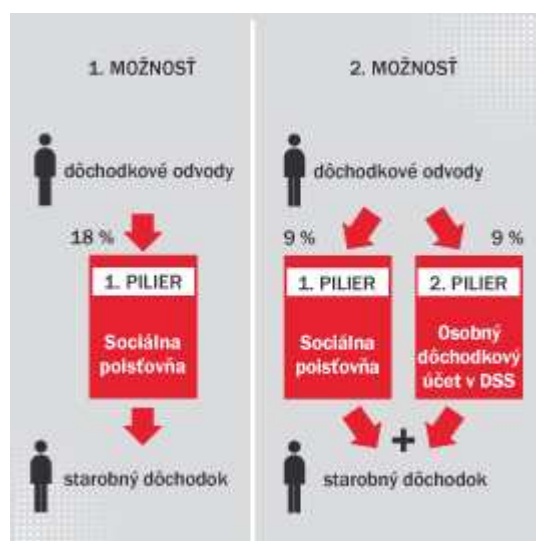 1. MOŽNOSŤ
dôchodkové odvody
18 %
1. PILIER
Sociálna
poisťovňa
starobný dôchodok
2. MOŽNOSŤ
dôchodkové odvody
9 %
9 %
1. PILIER
Sociálna
poisťovňa
2. PILIER
Osobný
dôchodkový
účet v DSS
+
starobný dôchodok